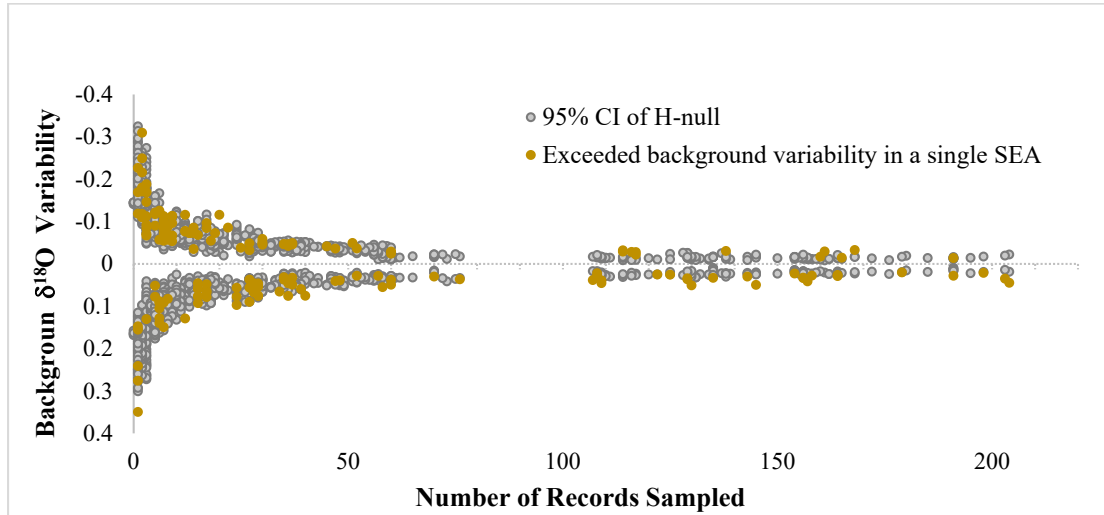 -0.4
-0.3
-0.2
-0.1
0
0.1
0.2
0.3
0.4
Backgroun δ¹⁸O Variability
95% CI of H-null
Exceeded background variability in a single SEA
0 50 100 150 200
Number of Records Sampled